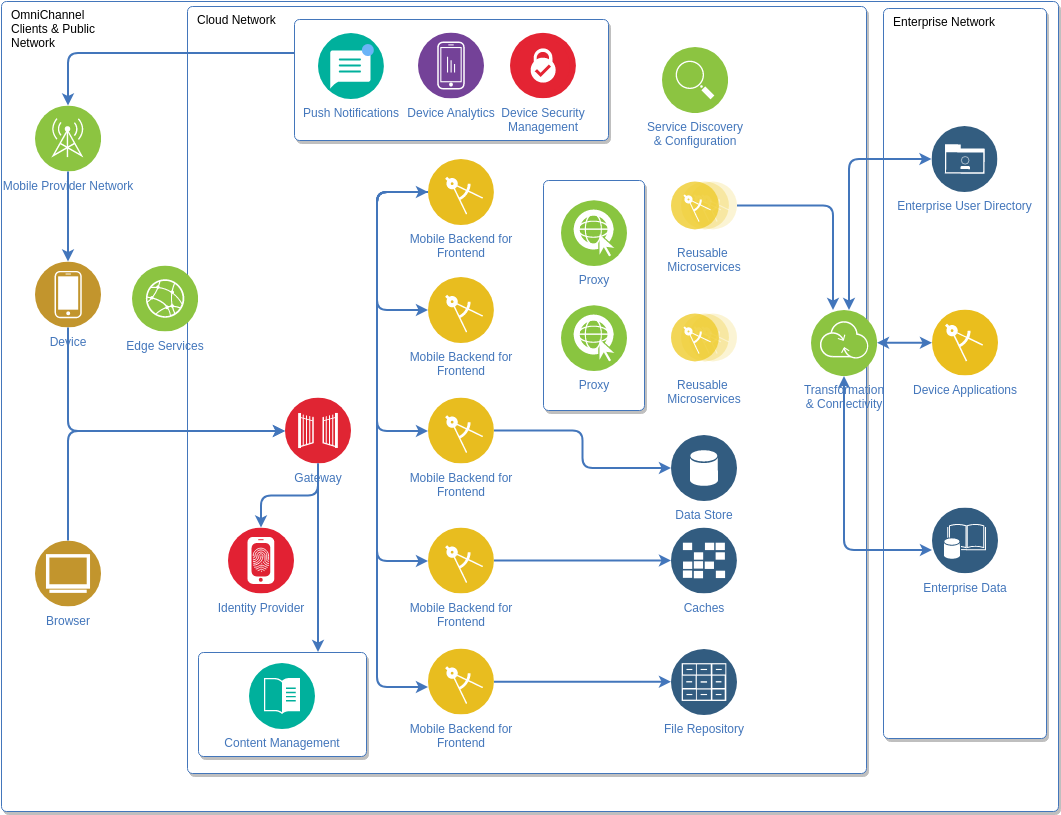 OmniChannel
Clients & Public
Network
Cloud Network
Enterprise Network
Push Notifications
Device Analytics
Device Security
Management
Service Discovery
& Configuration
Mobile Provider Network
Enterprise User Directory
Mobile Backend for
Frontend
Proxy
Reusable
Microservices
Device
Edge Services
Mobile Backend for
Frontend
Proxy
Reusable
Microservices
Transformation
& Connectivity
Device Applications
Gateway
Mobile Backend for
Frontend
Data Store
Identity Provider
Mobile Backend for
Frontend
Caches
Enterprise Data
Browser
Content Management
Mobile Backend for
Frontend
File Repository